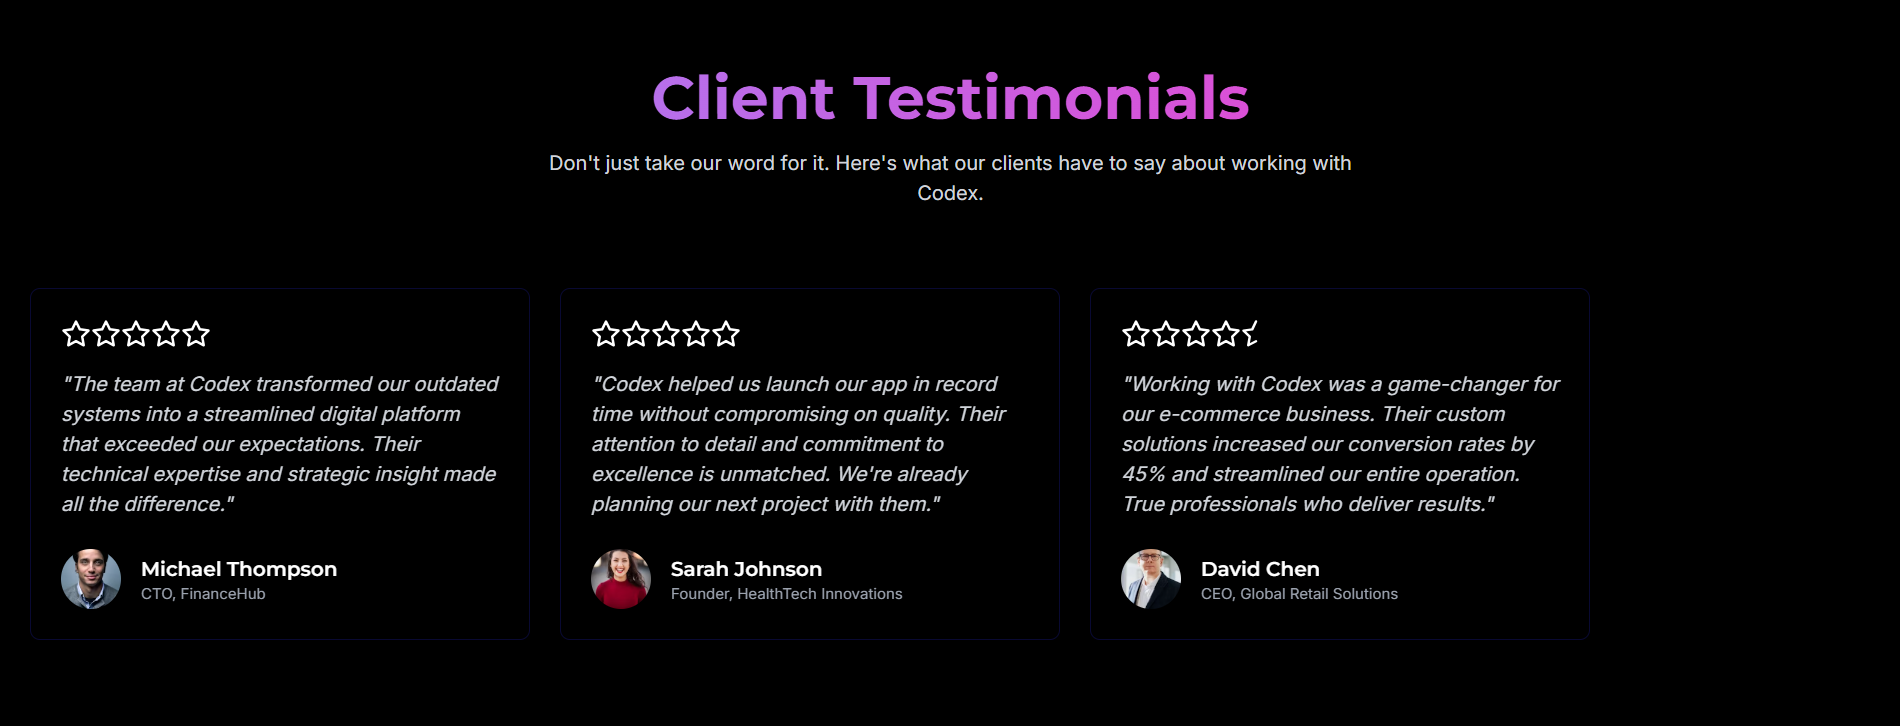 Client Testimonials
Don't just take our word for it. Here's what our clients have to say about working with
Codex.
"The team at Codex transformed our outdated
systems into a streamlined digital platform
that exceeded our expectations. Their
technical expertise and strategic insight made
all the difference."
Michael Thompson
CTO, FinanceHub
"Codex helped us launch our app in record
time without compromising on quality. Their
attention to detail and commitment to
excellence is unmatched. We're already
planning our next project with them."
Sarah Johnson
Founder, HealthTech Innovations
"Working with Codex was a game-changer for
our e-commerce business. Their custom
solutions increased our conversion rates by
45% and streamlined our entire operation.
True professionals who deliver results."
David Chen
CEO, Global Retail Solutions